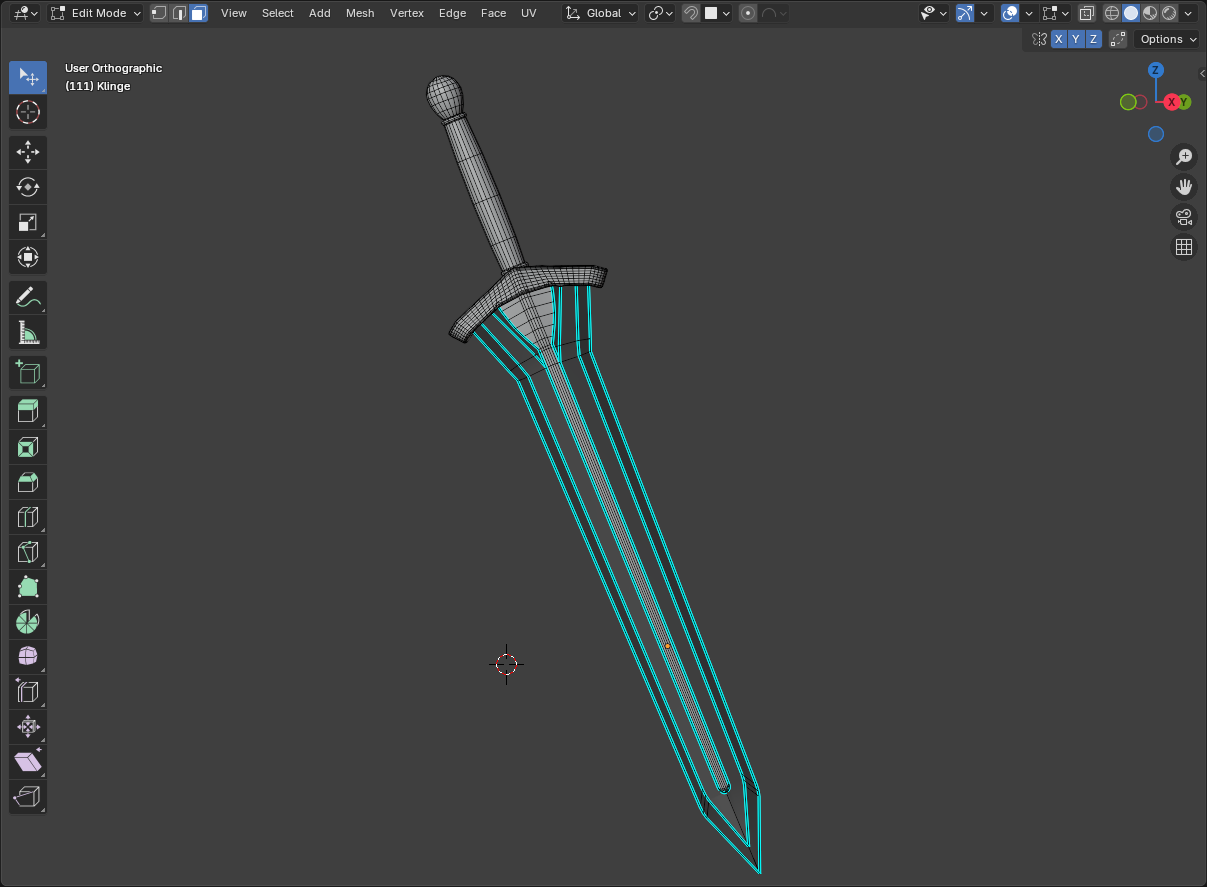 Edit Mode View Select Add Mesh Vertex Edge Face UV Global
X Y Z Options
User Orthographic
(111) Klinge
Z
X Y